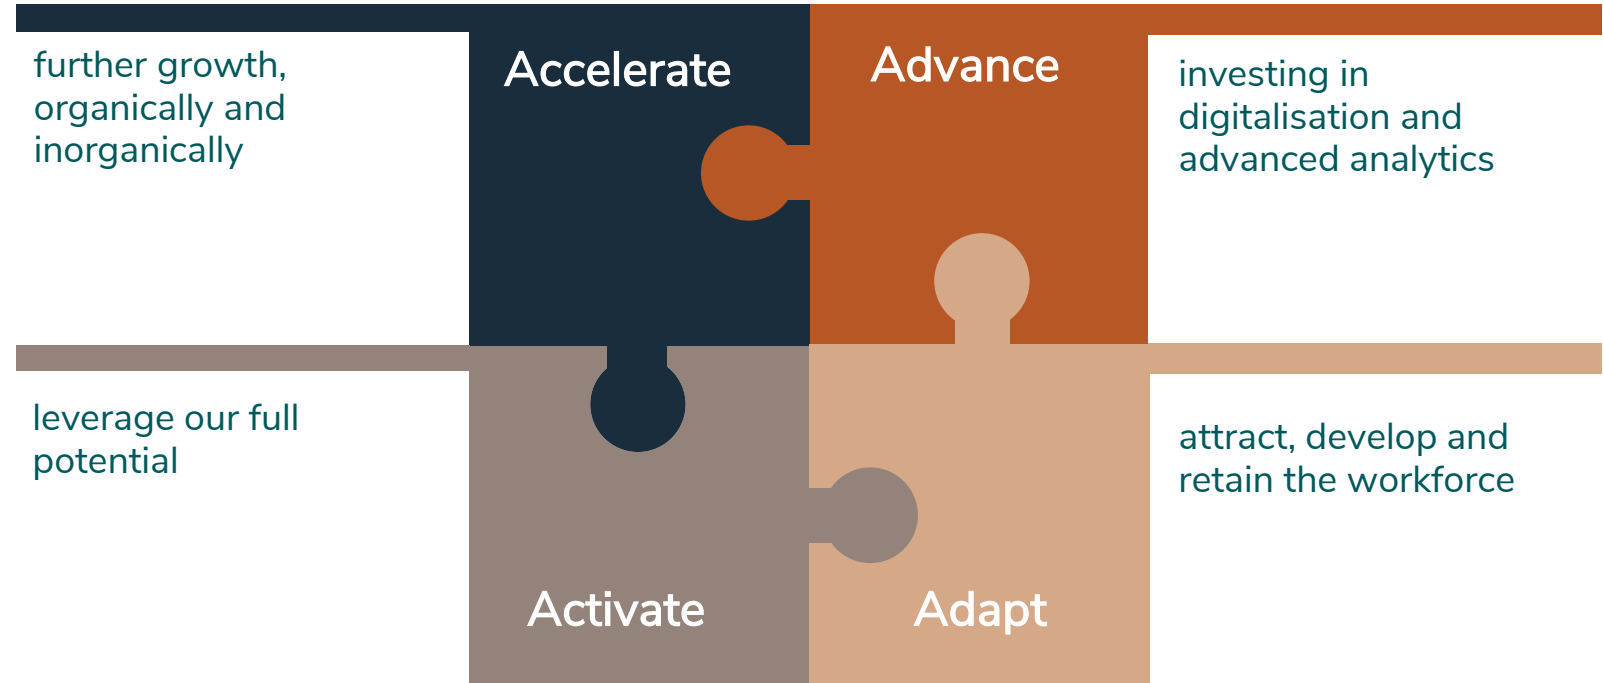 Accelerate
further growth,
organically and
inorganically
Advance
investing in
digitalisation and
advanced analytics
Activate
leverage our full
potential
Adapt
attract, develop and
retain the workforce